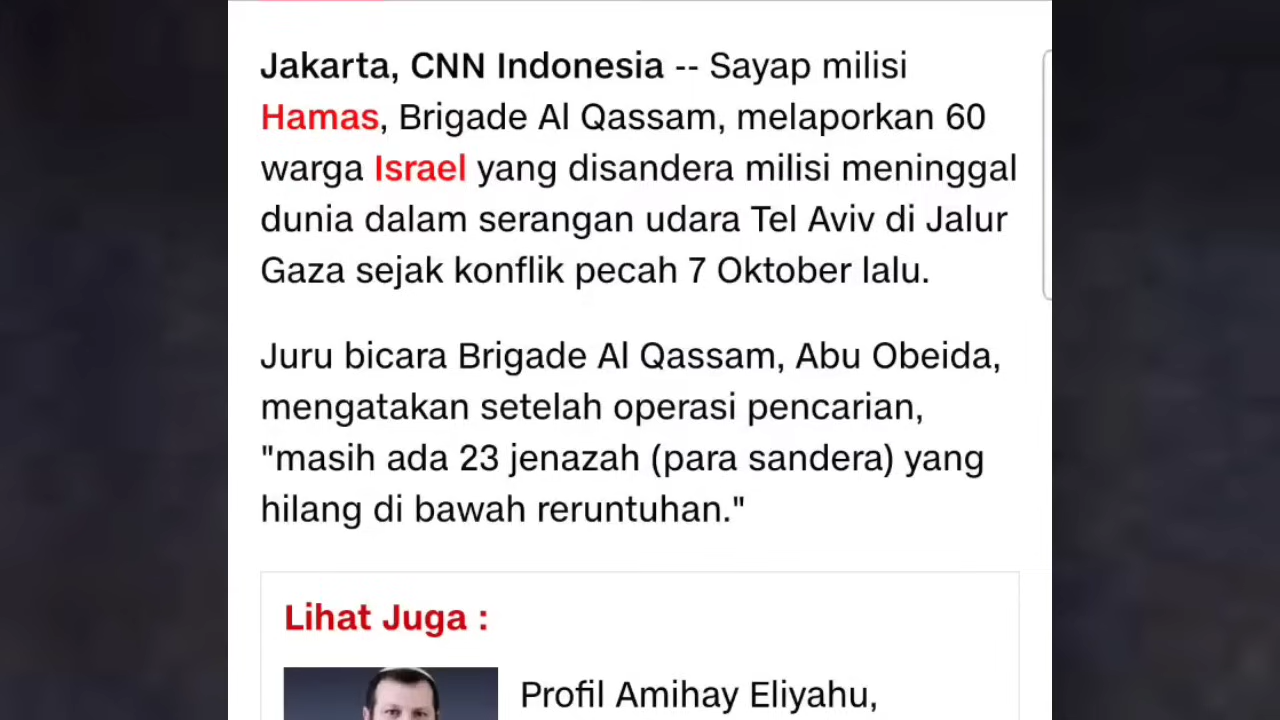 Jakarta, CNN Indonesia -- Sayap milisi
Hamas, Brigade Al Qassam, melaporkan 60
warga Israel yang disandera milisi meninggal
dunia dalam serangan udara Tel Aviv di Jalur
Gaza sejak konflik pecah 7 Oktober lalu.
Juru bicara Brigade Al Qassam, Abu Obeida,
mengatakan setelah operasi pencarian,
"masih ada 23 jenazah (para sandera) yang
hilang di bawah reruntuhan."
Lihat Juga :
Profil Amihay Eliyahu,